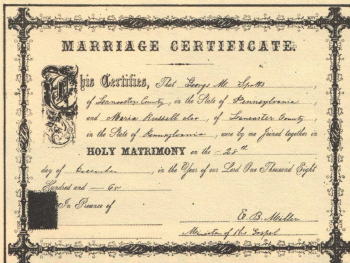 MARRIAGE CERTIFICATE.
This Certifies, That George M. Spotts,
of Lancaster County, in the State of Pennsylvania
and Maria Russell also of Lancaster County
in the State of Pennsylvania, were by me joined together in
HOLY MATRIMONY on the 28th
day of December in the Year of our Lord One Thousand Eight
Hundred and
In Presence of
E. B. Miller
Minister of the Gospel